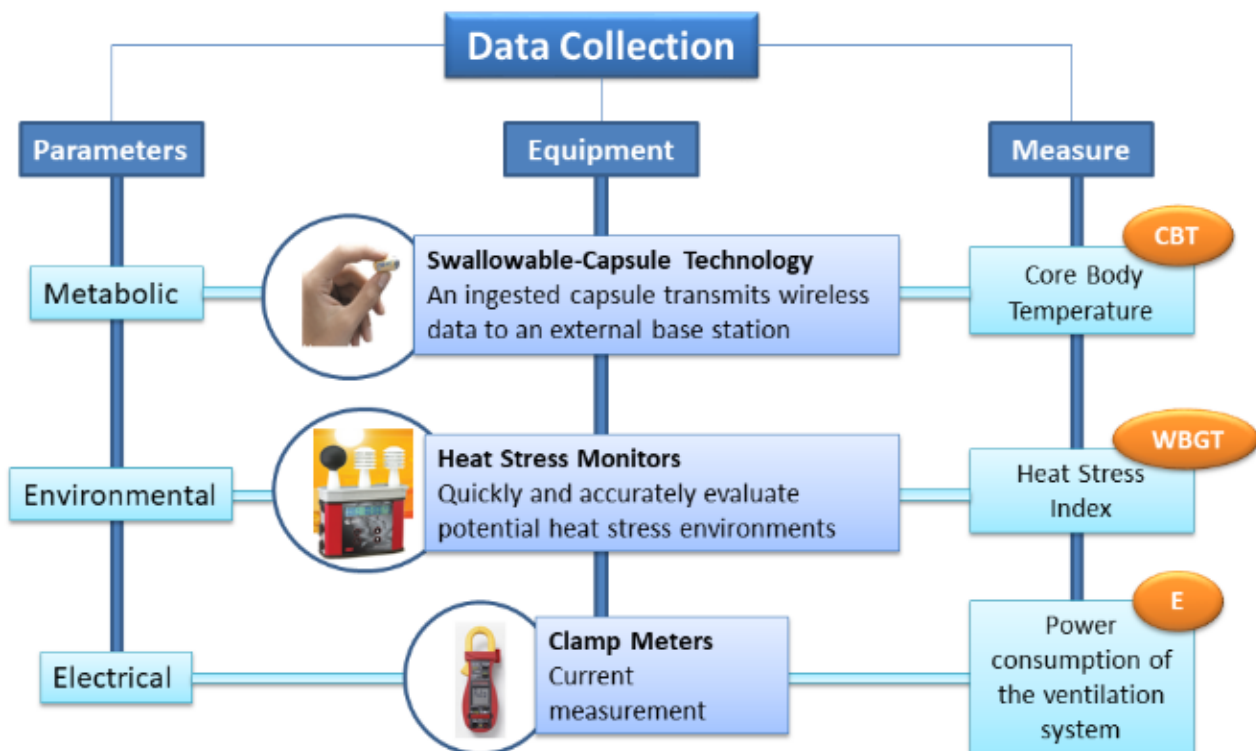 Data Collection
Parameters
Equipment
Measure
Metabolic
Swallowable-Capsule Technology
An ingested capsule transmits wireless
data to an external base station
CBT
Core Body
Temperature
Environmental
Heat Stress Monitors
Quickly and accurately evaluate
potential heat stress environments
WBGT
Heat Stress
Index
Electrical
Clamp Meters
Current
measurement
E
Power
consumption of
the ventilation
system